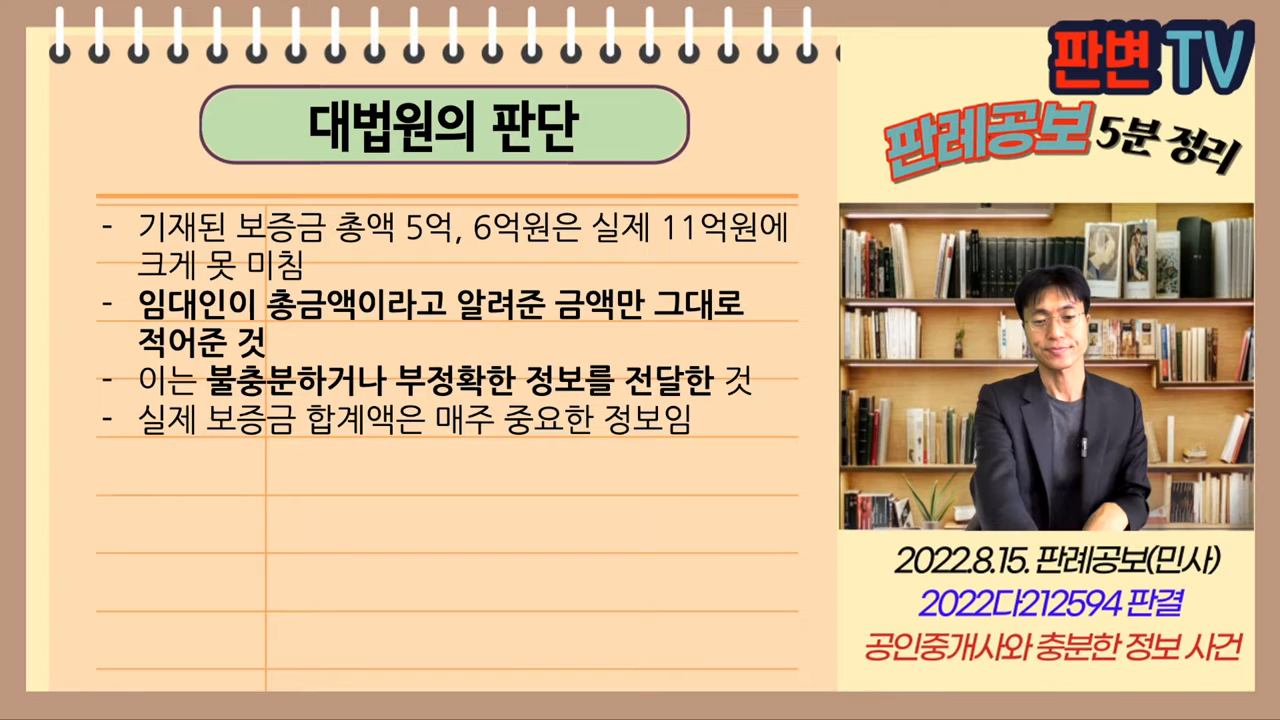 대법원의 판단
- 기재된 보증금 총액 5억, 6억원은 실제 11억원에
크게 못 미침
- 임대인이 총금액이라고 알려준 금액만 그대로
적어준 것
- 이는 불충분하거나 부정확한 정보를 전달한 것
- 실제 보증금 합계액은 매주 중요한 정보임
판변 TV
판례공보 5분 정리
2022.8.15. 판례공보(민사)
2022다212594 판결
공인중개사와 충분한 정보 사건